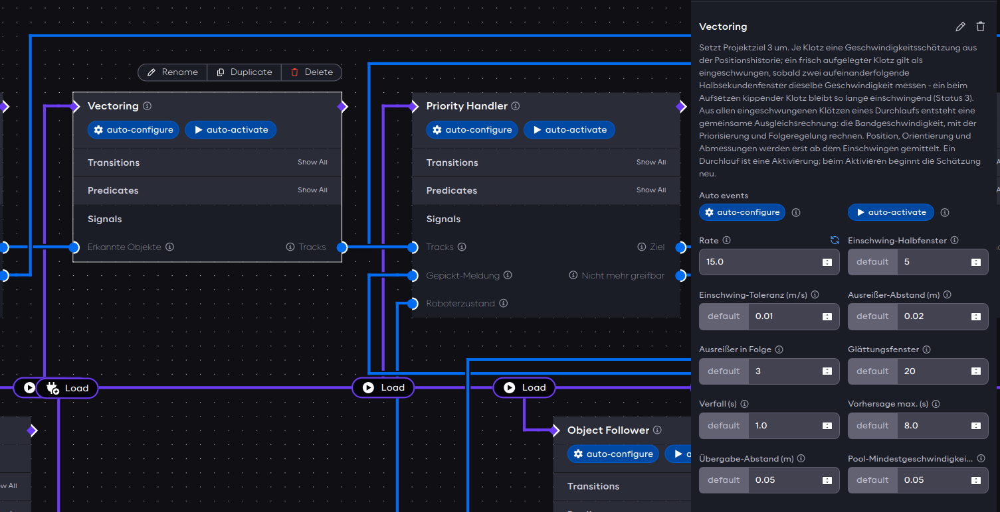 Rename
Duplicate
Delete
Vectoring
auto-configure
auto-activate
Transitions
Show All
Predicates
Show All
Signals
Erkannte Objekte
Tracks
Priority Handler
auto-configure
auto-activate
Transitions
Show All
Predicates
Show All
Signals
Tracks
Ziel
Gepickt-Meldung
Nicht mehr greifbar
Roboterzustand
Load
Load
Load
Object Follower
auto-configure
Transitions
All
Vectoring
Setzt Projektziel 3 um. Je Klotz eine Geschwindigkeitsschätzung aus
der Positionshistorie; ein frisch aufgelegter Klotz gilt als
eingeschwungen, sobald zwei aufeinanderfolgende
Halbsekundenfenster dieselbe Geschwindigkeit messen - ein beim
Aufsetzen kippender Klotz bleibt so lange einschwingend (Status 3).
Aus allen eingeschwungenen Klötzen eines Durchlaufs entsteht eine
gemeinsame Ausgleichsrechnung: die Bandgeschwindigkeit, mit der
Priorisierung und Folgeregelung rechnen. Position, Orientierung und
Abmessungen werden erst ab dem Einschwingen gemittelt. Ein
Durchlauf ist eine Aktivierung; beim Aktivieren beginnt die Schätzung
neu.
Auto events
auto-configure
auto-activate
Rate
Einschwing-Halbfenster
15.0
default 5
Einschwing-Toleranz (m/s)
Ausreißer-Abstand (m)
default 0.01
default 0.02
Ausreißer in Folge
Glättungsfenster
default 3
default 20
Verfall (s)
Vorhersage max. (s)
default 1.0
default 8.0
Übergabe-Abstand (m)
Pool-Mindestgeschwindigkei...
default 0.05
default 0.05